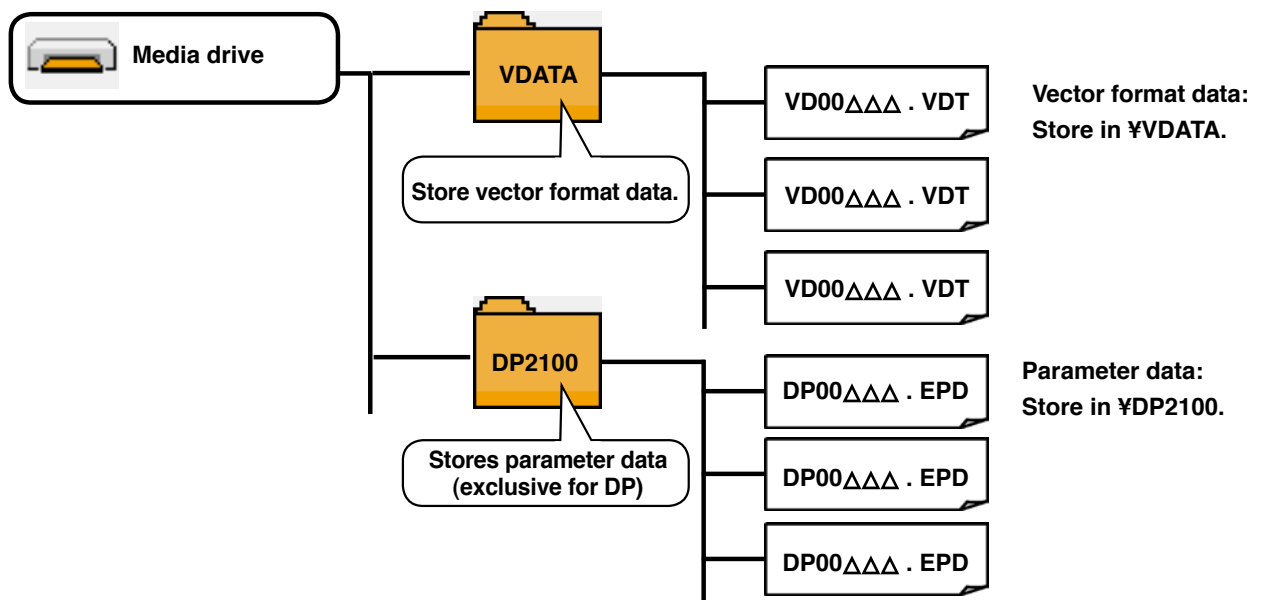 Media drive
VDATA
Store vector format data.
VD00△△△ . VDT
VD00△△△ . VDT
VD00△△△ . VDT
Vector format data:
Store in ¥VDATA.
DP2100
Stores parameter data
(exclusive for DP)
DP00△△△ . EPD
DP00△△△ . EPD
DP00△△△ . EPD
Parameter data:
Store in ¥DP2100.